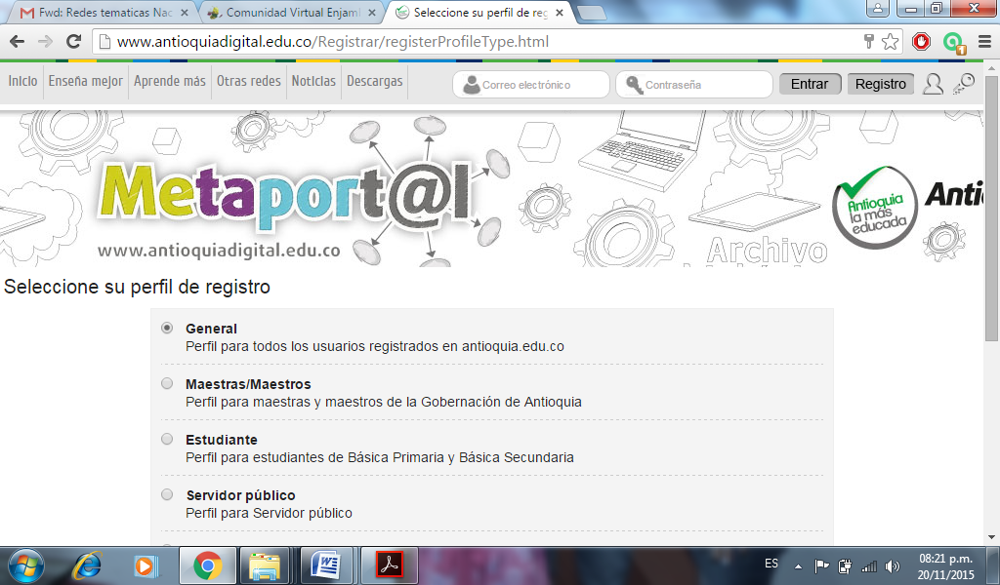 Fwd: Redes tematicas Nac
Comunidad Virtual Enjam
Seleccione su perfil de reg
www.antioquiadigital.edu.co/Registrar/registerProfileType.html
1
Inicio
Enseña mejor
Aprende más
Otras redes
Noticias
Descargas
Correo electrónico
Contraseña
Entrar
Registro
Metaport@l
www.antioquiadigital.edu.co
Archivo
Antioquia
la más
educada
Anti
Seleccione su perfil de registro
General
Perfil para todos los usuarios registrados en antioquia.edu.co
Maestras/Maestros
Perfil para maestras y maestros de la Gobernación de Antioquia
Estudiante
Perfil para estudiantes de Básica Primaria y Básica Secundaria
Servidor público
Perfil para Servidor público
ES
08:21 p.m.
20/11/2015